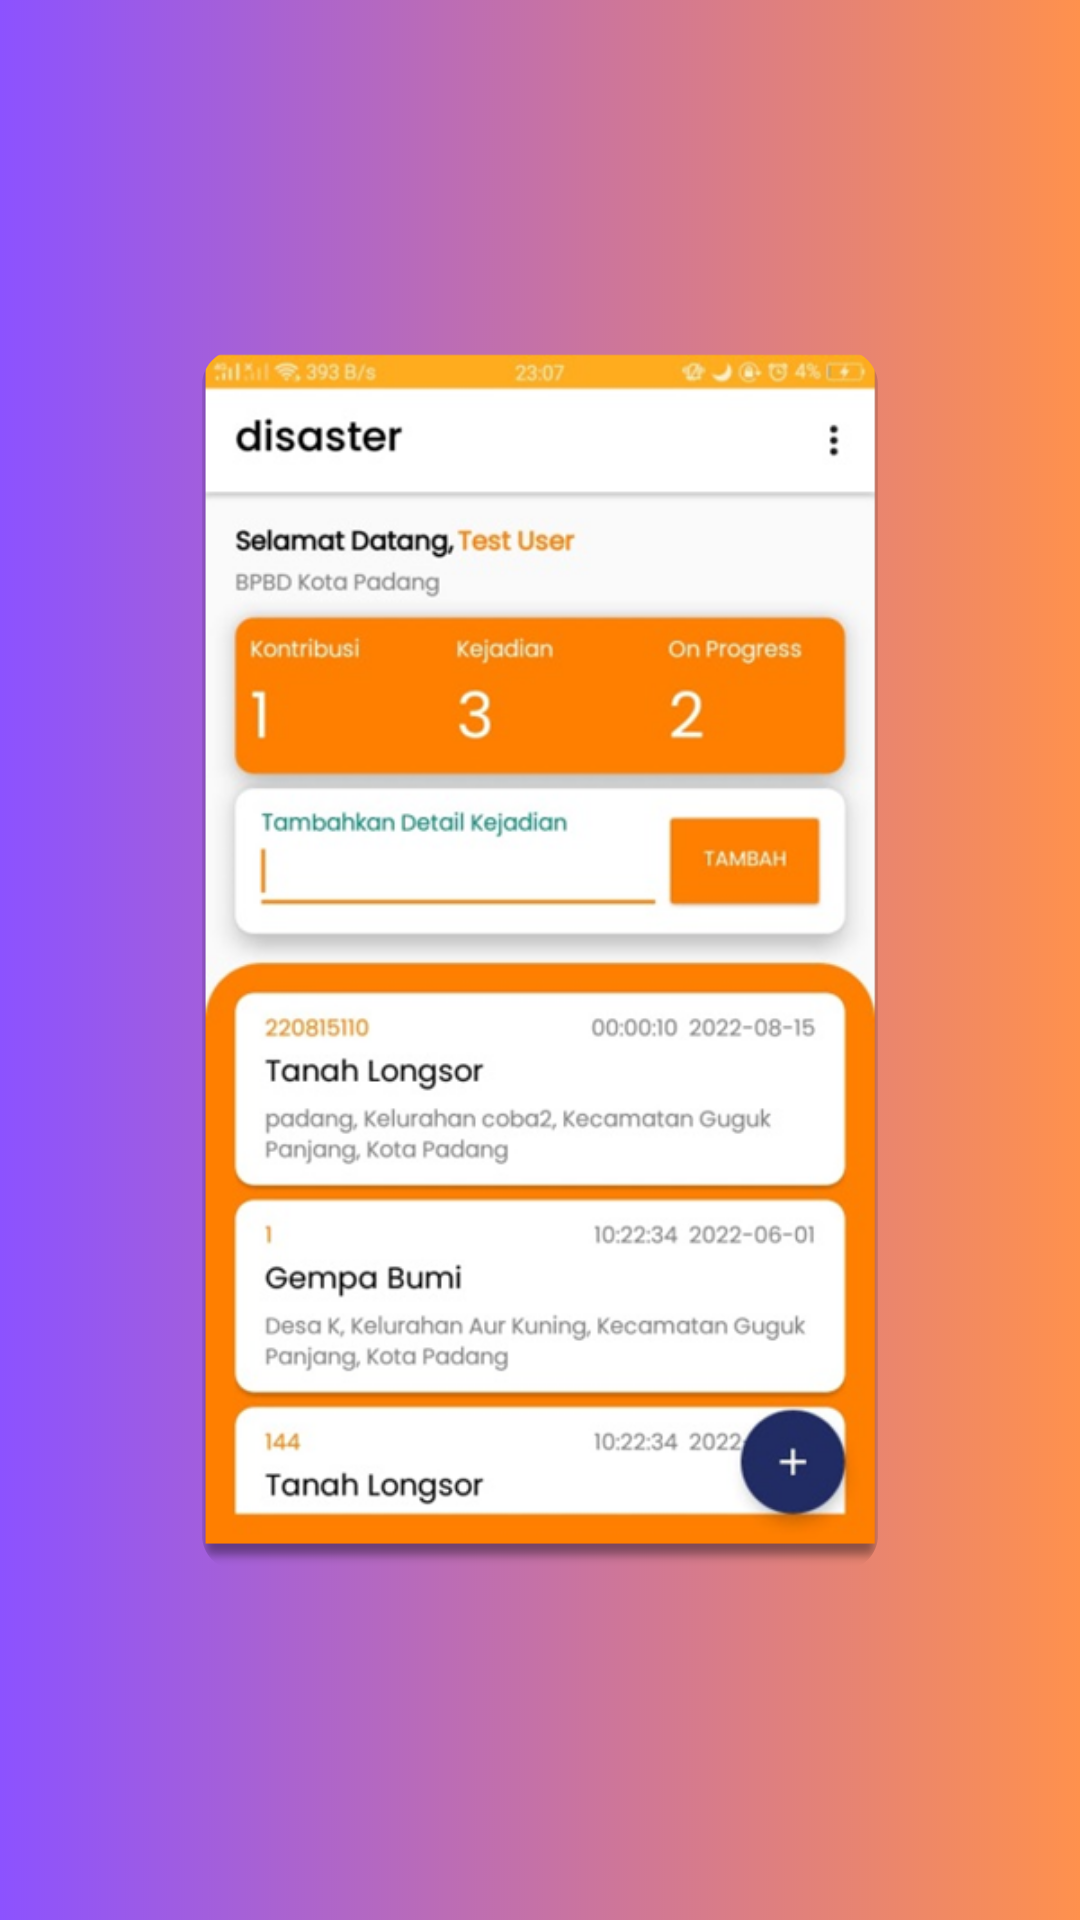 393 B/s 23:07 4%
disaster
Selamat Datang, Test User
BPBD Kota Padang
Kontribusi Kejadian On Progress
1 3 2
Tambahkan Detail Kejadian
TAMBAH
220815110 00:00:10 2022-08-15
Tanah Longsor
padang, Kelurahan coba2, Kecamatan Guguk
Panjang, Kota Padang
1 10:22:34 2022-06-01
Gempa Bumi
Desa K, Kelurahan Aur Kuning, Kecamatan Guguk
Panjang, Kota Padang
144 10:22:34 2022-
Tanah Longsor